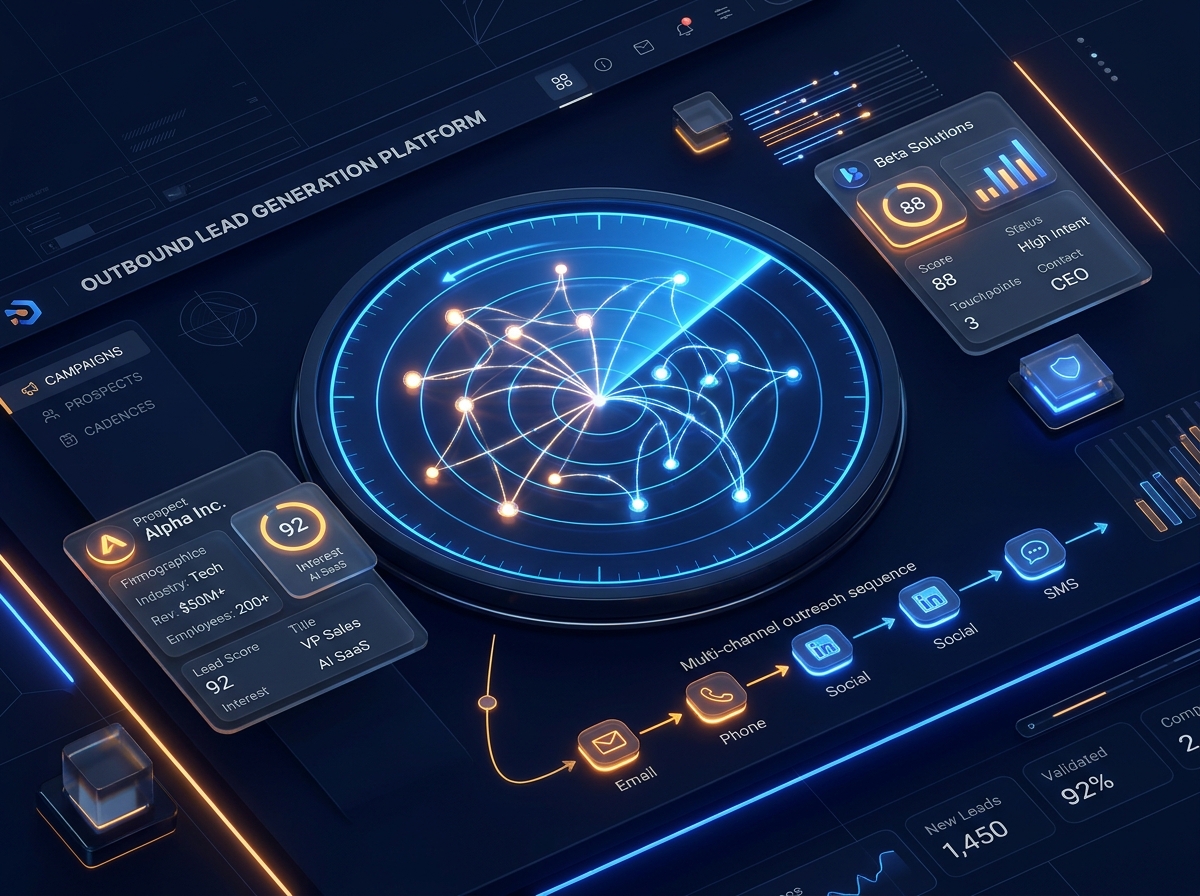 OUTBOUND LEAD GENERATION PLATFORM
CAMPAIGNS
PROSPECTS
CADENCES
Beta Solutions
88
Score
88
Status
High Intent
Touchpoints
3
Contact
CEO
Prospect
Alpha Inc.
Firmographics
Industry: Tech
Rev: $50M+
Employees: 200+
92
Interest
AI SaaS
Lead Score
92
Interest
Title
VP Sales
AI SaaS
Multi-channel outreach sequence
Email
Phone
in
Social
in
Social
SMS
New Leads
1,450
Validated
92%